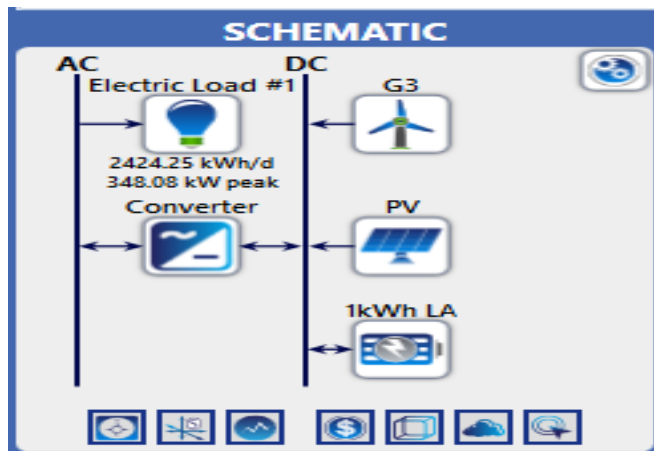 SCHEMATIC
AC DC
Electric Load #1 G3
2424.25 kWh/d
348.08 kW peak
Converter PV
1kWh LA